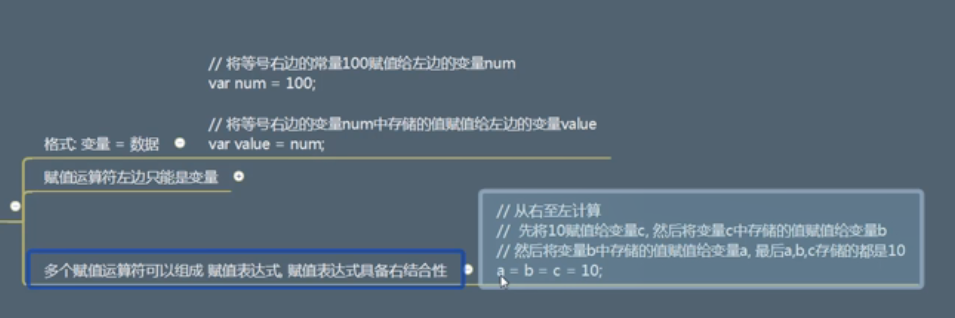 // 将等号右边的常量100赋值给左边的变量num
var num = 100;
// 将等号右边的变量num中存储的值赋值给左边的变量value
格式: 变量 = 数据
var value = num;
赋值运算符左边只能是变量
// 从右至左计算
// 先将10赋值给变量c, 然后将变量c中存储的值赋值给变量b
// 然后将变量b中存储的值赋值给变量a, 最后a,b,c存储的都是10
a = b = c = 10;
多个赋值运算符可以组成 赋值表达式, 赋值表达式具备右结合性